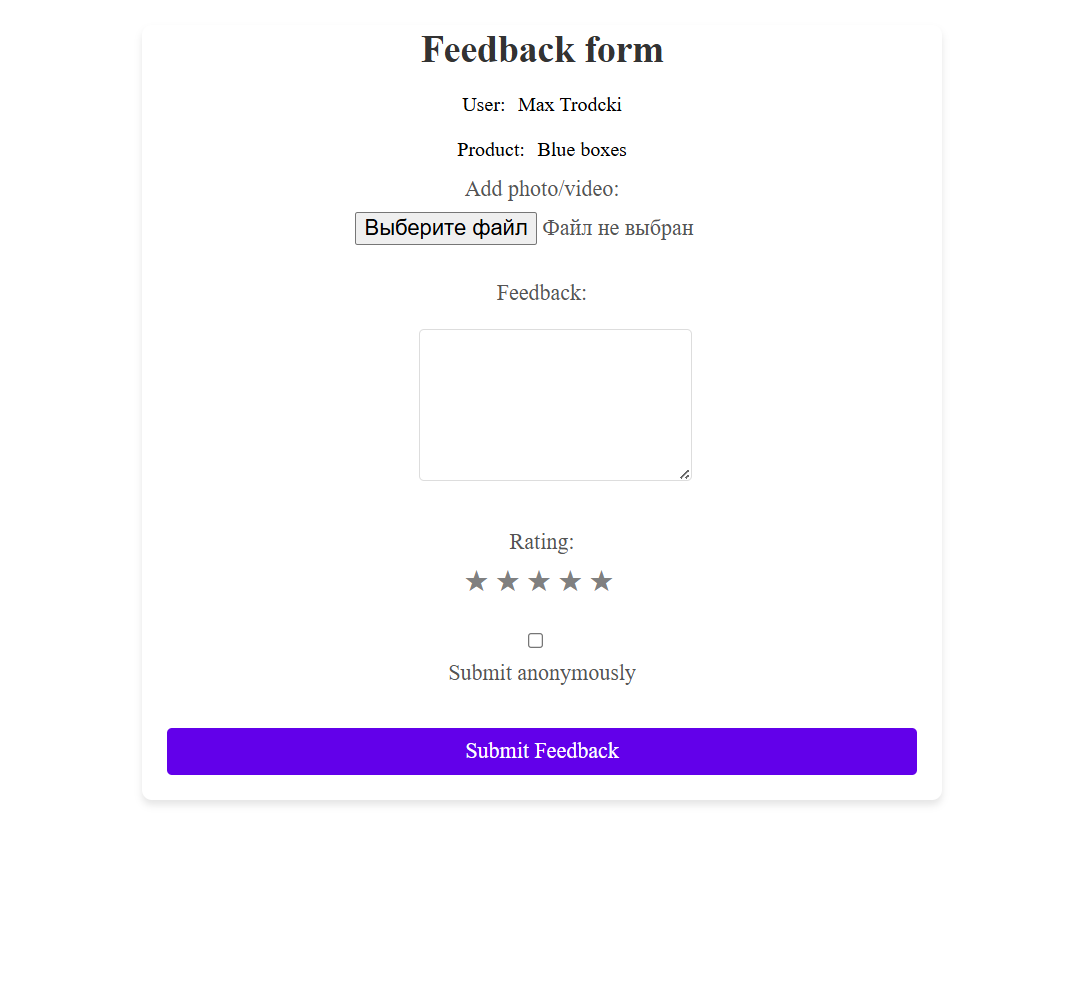 Feedback form
User: Max Trodcki
Product: Blue boxes
Add photo/video:
Выберите файл Файл не выбран
Feedback:
Rating:
★ ★ ★ ★ ★
Submit anonymously
Submit Feedback